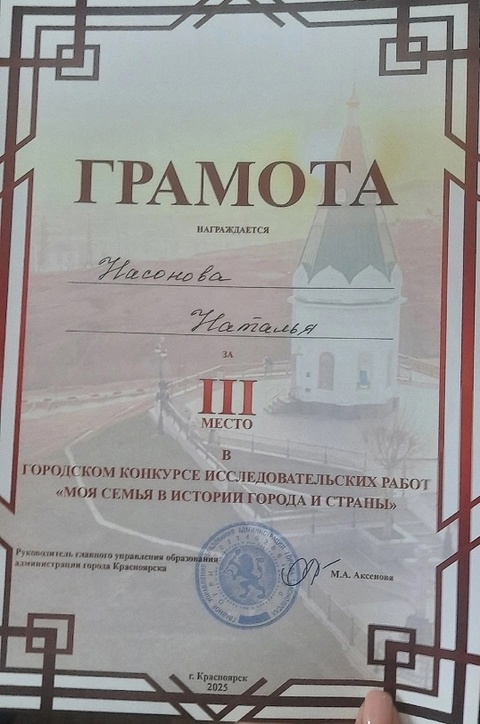 ГРАМОТА
НАГРАЖДАЕТСЯ
Насонова
Наталья
ЗА
III
МЕСТО
В
ГОРОДСКОМ КОНКУРСЕ ИССЛЕДОВАТЕЛЬСКИХ РАБОТ
«МОЯ СЕМЬЯ В ИСТОРИИ ГОРОДА И СТРАНЫ»
Руководитель главного управления образования
администрации города Красноярска
М.А. Аксенова
г. Красноярск
2025